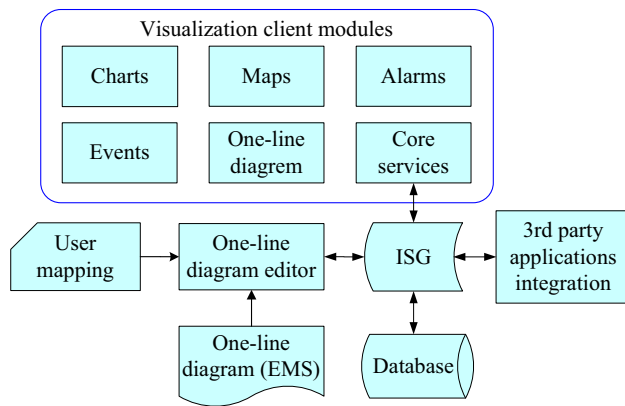 Visualization client modules
Charts
Maps
Alarms
Events
One-line
diagrem
Core
services
User
mapping
One-line
diagram editor
ISG
3rd party
applications
integration
One-line
diagram (EMS)
Database